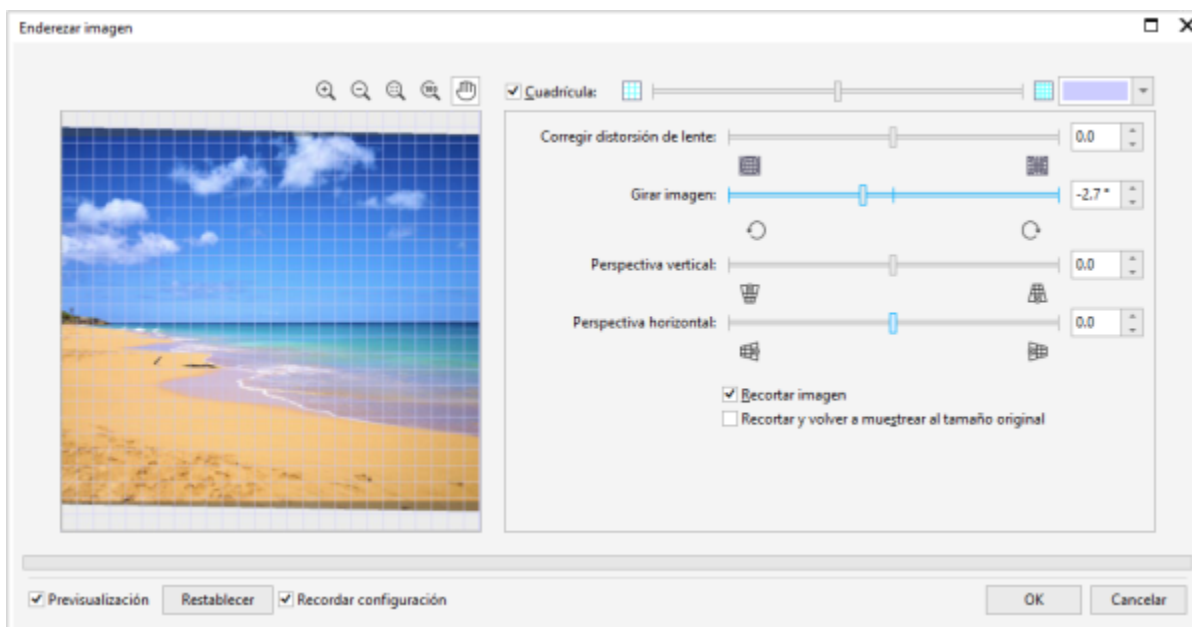 Enderezar imagen
Cuadrícula:
Corregir distorsión de lente: 0.0
Girar imagen: -2.7 °
Perspectiva vertical: 0.0
Perspectiva horizontal: 0.0
Recortar imagen
Recortar y volver a muestrear al tamaño original
Previsualización Restablecer Recordar configuración OK Cancelar